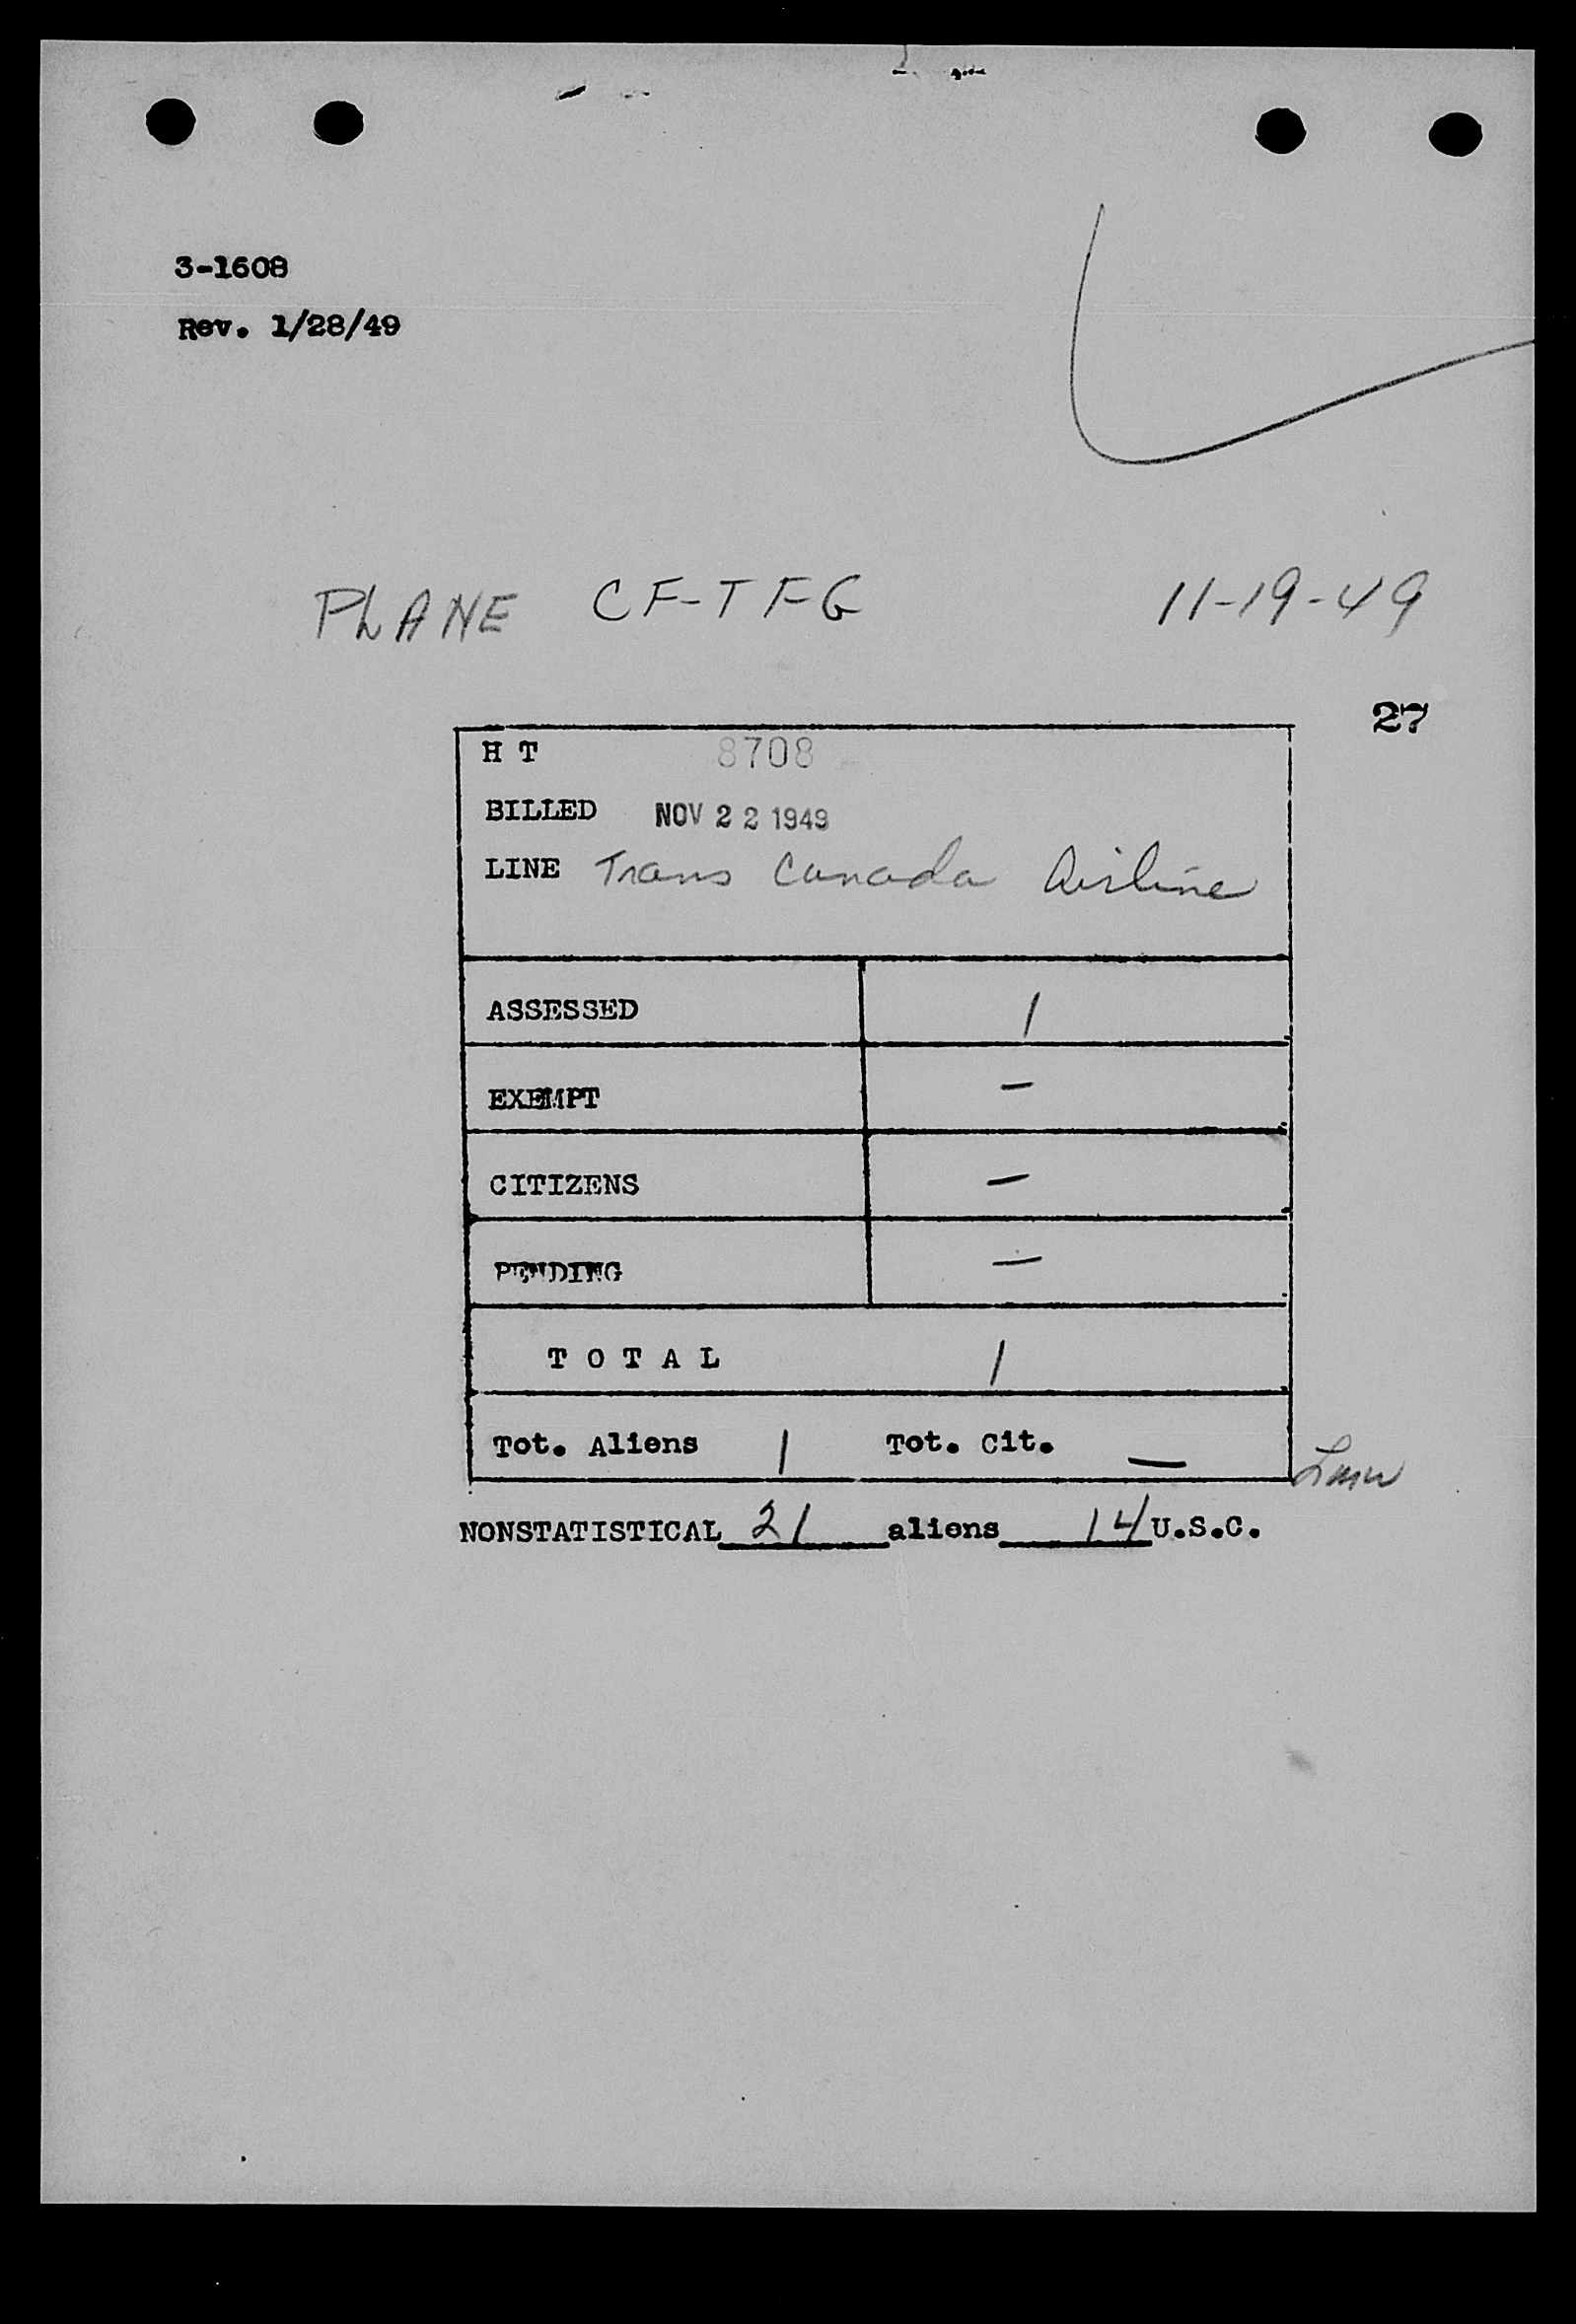 3-1608
Rev. 1/28/49
PLANE CF-TFG 11-19-49
27
H T 8708
BILLED NOV 22 1949
LINE Trans Canada Airline
ASSESSED 1
EXEMPT —
CITIZENS —
PENDING —
T O T A L 1
Tot. Aliens 1 Tot. Cit. —
NONSTATISTICAL 21 aliens 14 U.S.C.